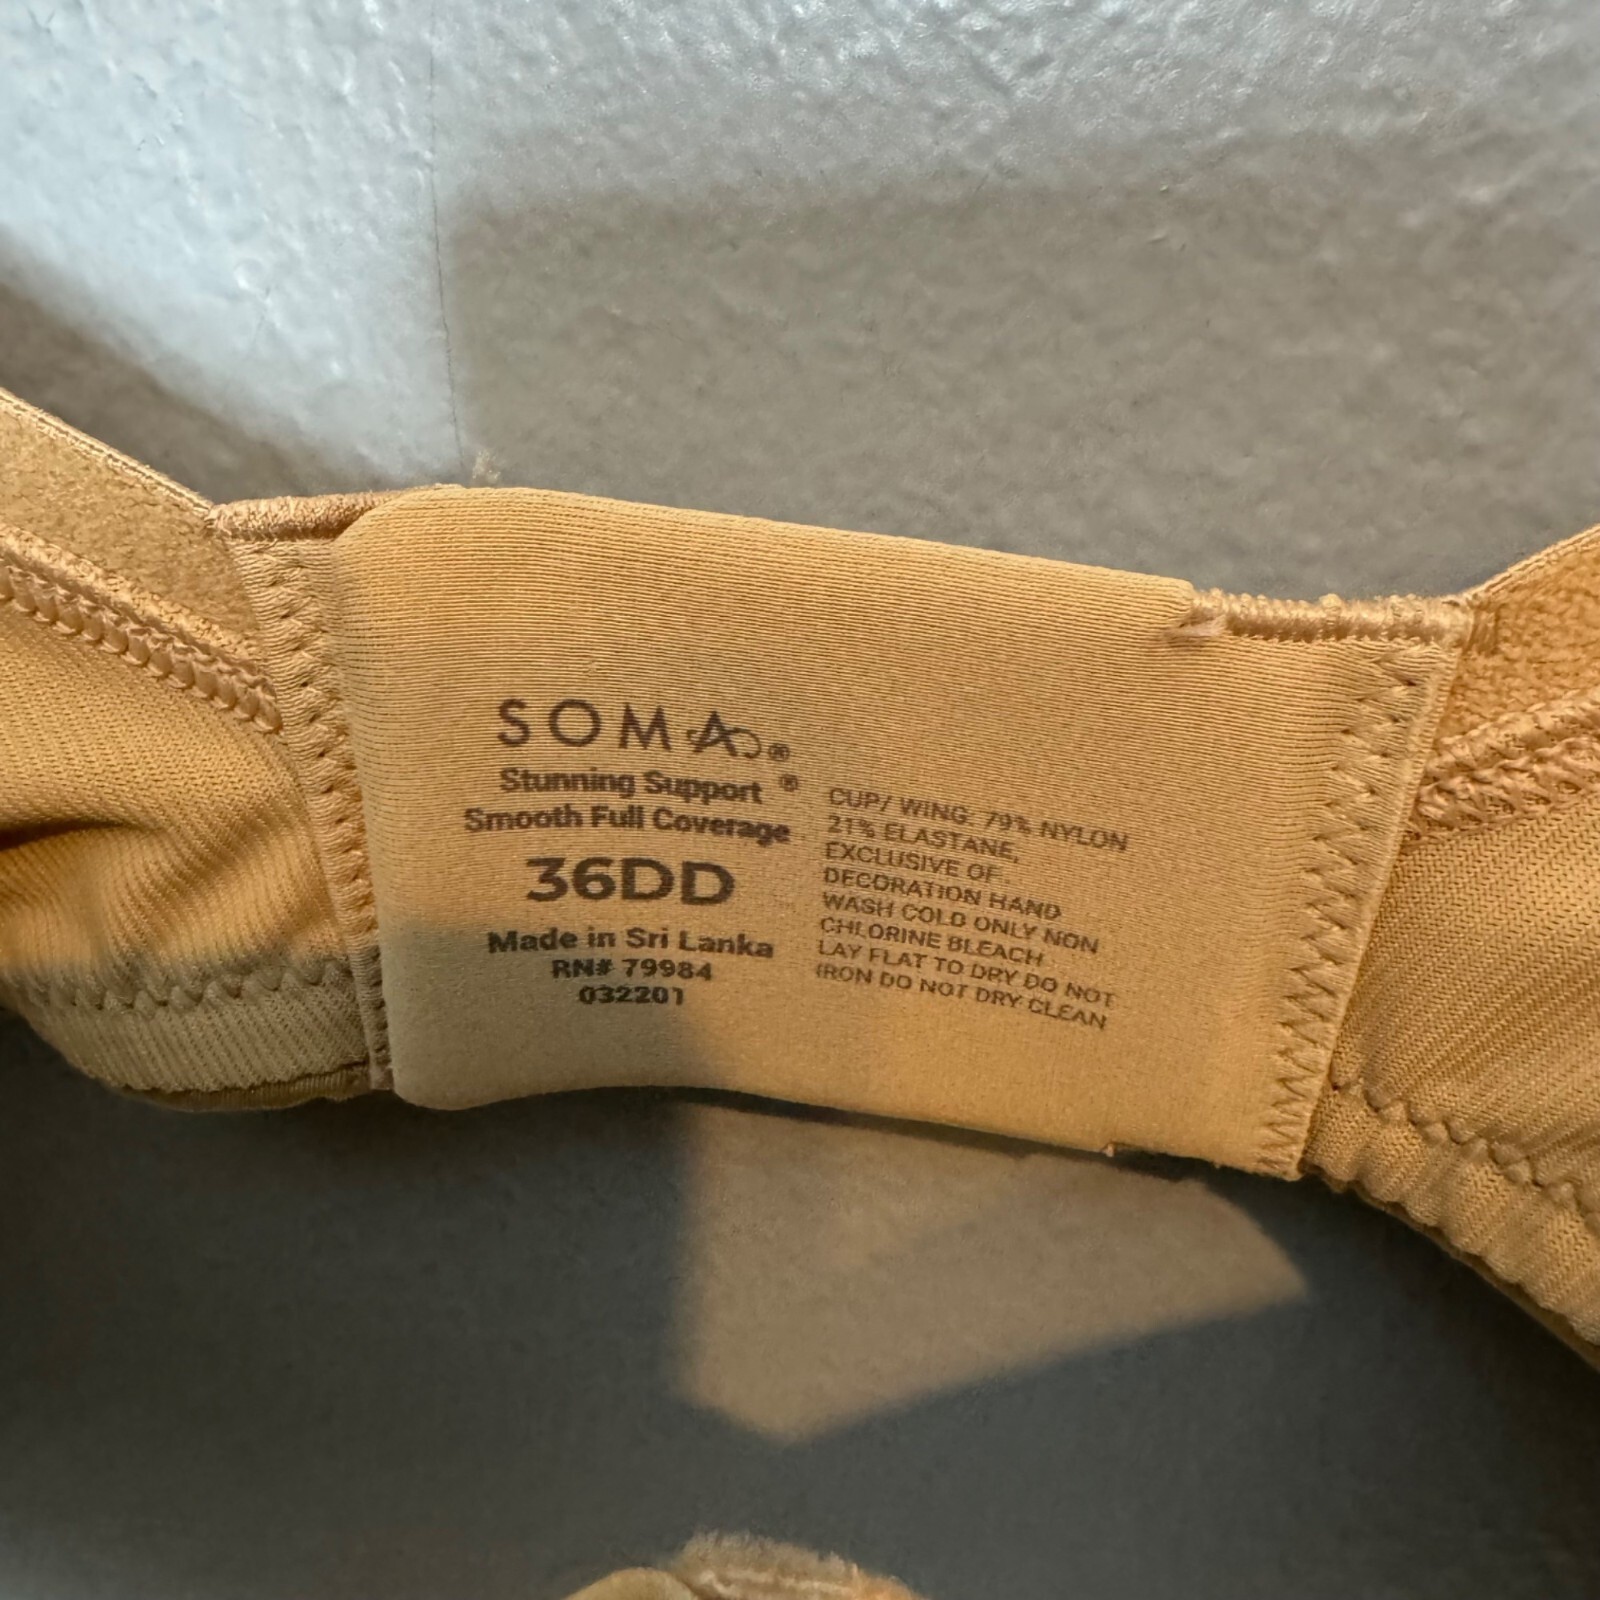 SOMA®
Stunning Support ®
Smooth Full Coverage
36DD
Made in Sri Lanka
RN# 79984
032201
CUP/ WING: 79% NYLON
21% ELASTANE,
EXCLUSIVE OF
DECORATION HAND
WASH COLD ONLY NON
CHLORINE BLEACH
LAY FLAT TO DRY DO NOT
IRON DO NOT DRY CLEAN